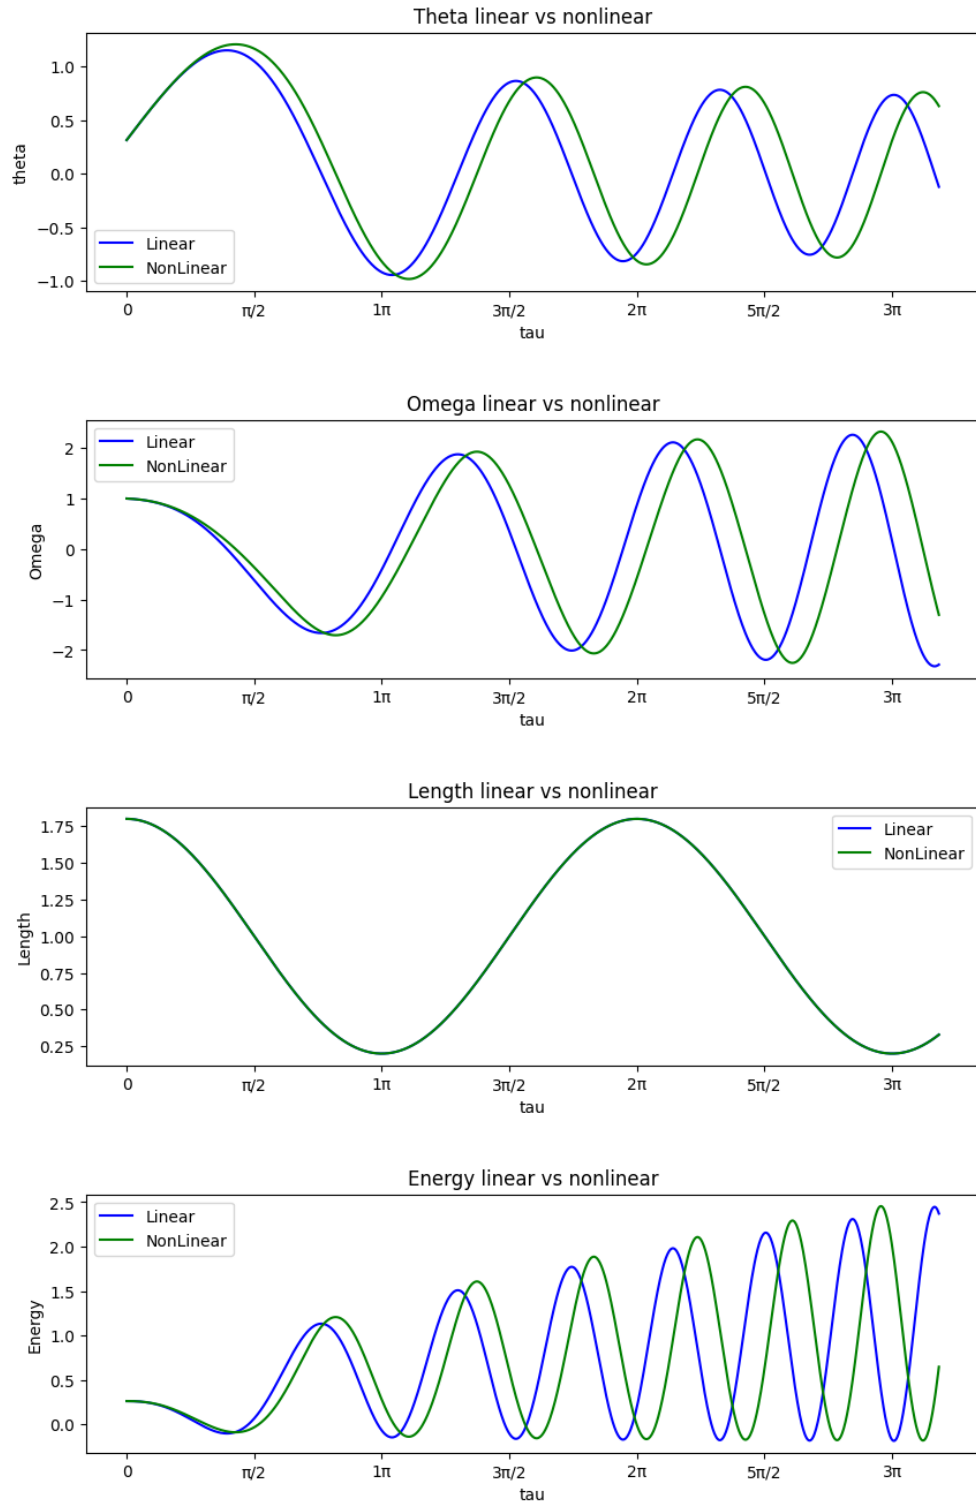 Theta linear vs nonlinear
theta
1.0
0.5
0.0
−0.5
−1.0
Linear
NonLinear
0 π/2 1π 3π/2 2π 5π/2 3π
tau
Omega linear vs nonlinear
Omega
2
1
0
−1
−2
Linear
NonLinear
0 π/2 1π 3π/2 2π 5π/2 3π
tau
Length linear vs nonlinear
Length
1.75
1.50
1.25
1.00
0.75
0.50
0.25
Linear
NonLinear
0 π/2 1π 3π/2 2π 5π/2 3π
tau
Energy linear vs nonlinear
Energy
2.5
2.0
1.5
1.0
0.5
0.0
Linear
NonLinear
0 π/2 1π 3π/2 2π 5π/2 3π
tau